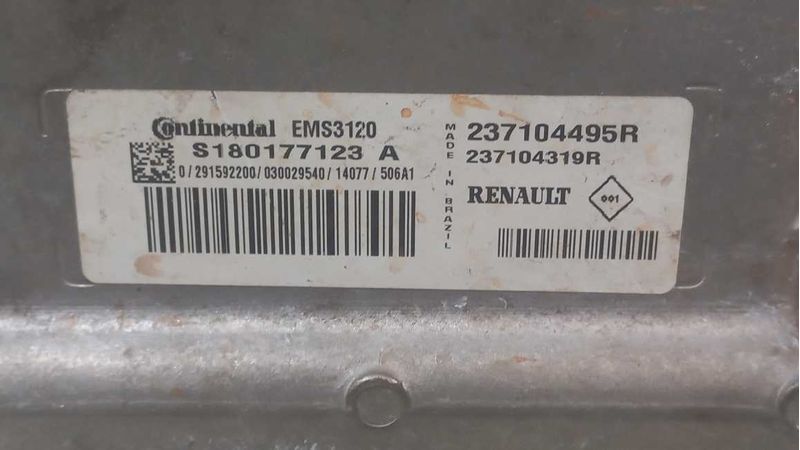 Continental EMS3120
S180177123 A
0/291592200/030029540/14077/506A1
MADE IN BRAZIL
237104495R
237104319R
RENAULT 001